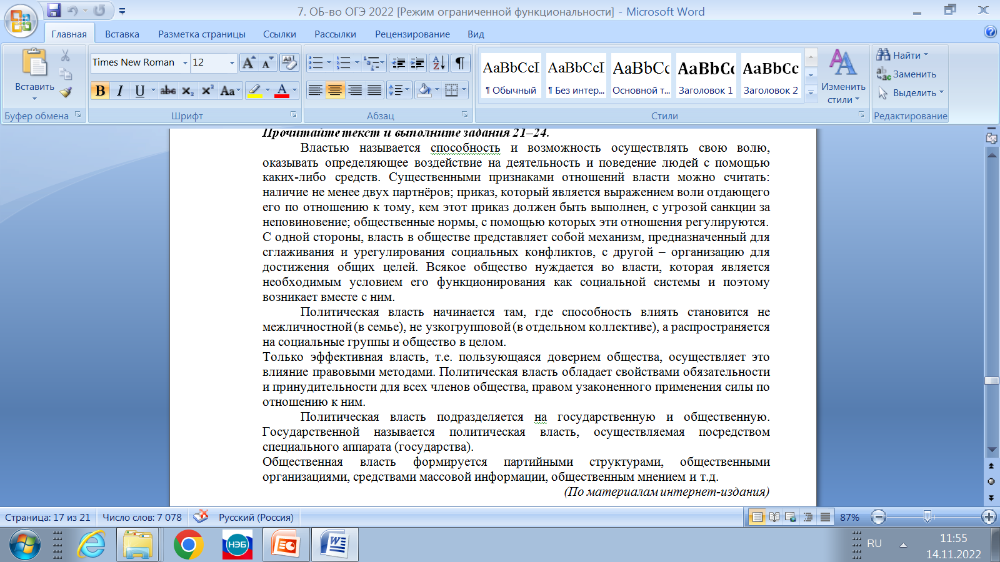 7. ОБ-во ОГЭ 2022 [Режим ограниченной функциональности] - Microsoft Word
Главная Вставка Разметка страницы Ссылки Рассылки Рецензирование Вид
Times New Roman 12
Вставить
AaBbCcI AaBbCcI AaBbCc AaBbCc AaBbCc
¶ Обычный ¶ Без интер... Основной т... Заголовок 1 Заголовок 2
Изменить
стили
Найти
Заменить
Выделить
Буфер обмена Шрифт Абзац Стили Редактирование
Прочитайте текст и выполните задания 21–24.
Властью называется способность и возможность осуществлять свою волю,
оказывать определяющее воздействие на деятельность и поведение людей с помощью
каких-либо средств. Существенными признаками отношений власти можно считать:
наличие не менее двух партнёров; приказ, который является выражением воли отдающего
его по отношению к тому, кем этот приказ должен быть выполнен, с угрозой санкции за
неповиновение; общественные нормы, с помощью которых эти отношения регулируются.
С одной стороны, власть в обществе представляет собой механизм, предназначенный для
сглаживания и урегулирования социальных конфликтов, с другой – организацию для
достижения общих целей. Всякое общество нуждается во власти, которая является
необходимым условием его функционирования как социальной системы и поэтому
возникает вместе с ним.
Политическая власть начинается там, где способность влиять становится не
межличностной (в семье), не узкогрупповой (в отдельном коллективе), а распространяется
на социальные группы и общество в целом.
Только эффективная власть, т.е. пользующаяся доверием общества, осуществляет это
влияние правовыми методами. Политическая власть обладает свойствами обязательности
и принудительности для всех членов общества, правом узаконенного применения силы по
отношению к ним.
Политическая власть подразделяется на государственную и общественную.
Государственной называется политическая власть, осуществляемая посредством
специального аппарата (государства).
Общественная власть формируется партийными структурами, общественными
организациями, средствами массовой информации, общественным мнением и т.д.
(По материалам интернет-издания)
Страница: 17 из 21 Число слов: 7 078 Русский (Россия) 87%
НЭБ
RU
11:55
14.11.2022